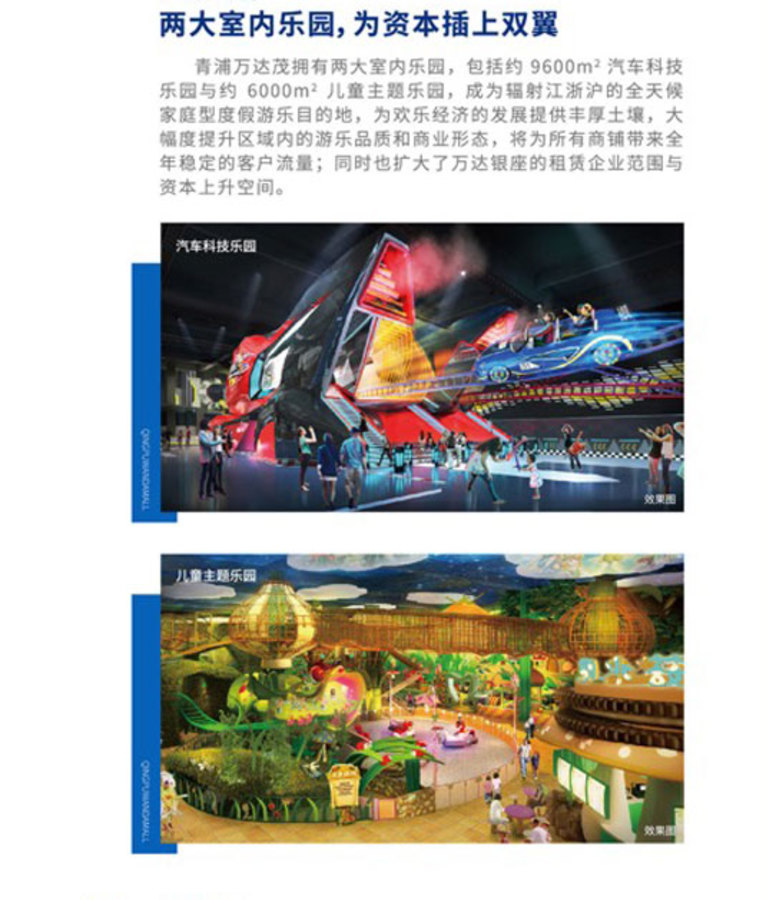 两大室内乐园，为资本插上双翼
青浦万达茂拥有两大室内乐园，包括约 9600m² 汽车科技
乐园与约 6000m² 儿童主题乐园，成为辐射江浙沪的全天候
家庭型度假游乐目的地，为欢乐经济的发展提供丰厚土壤，大
幅度提升区域内的游乐品质和商业形态，将为所有商铺带来全
年稳定的客户流量；同时也扩大了万达银座的租赁企业范围与
资本上升空间。
汽车科技乐园
QINGPUWANDAMALL
效果图
儿童主题乐园
QINGPUWANDAMALL
效果图